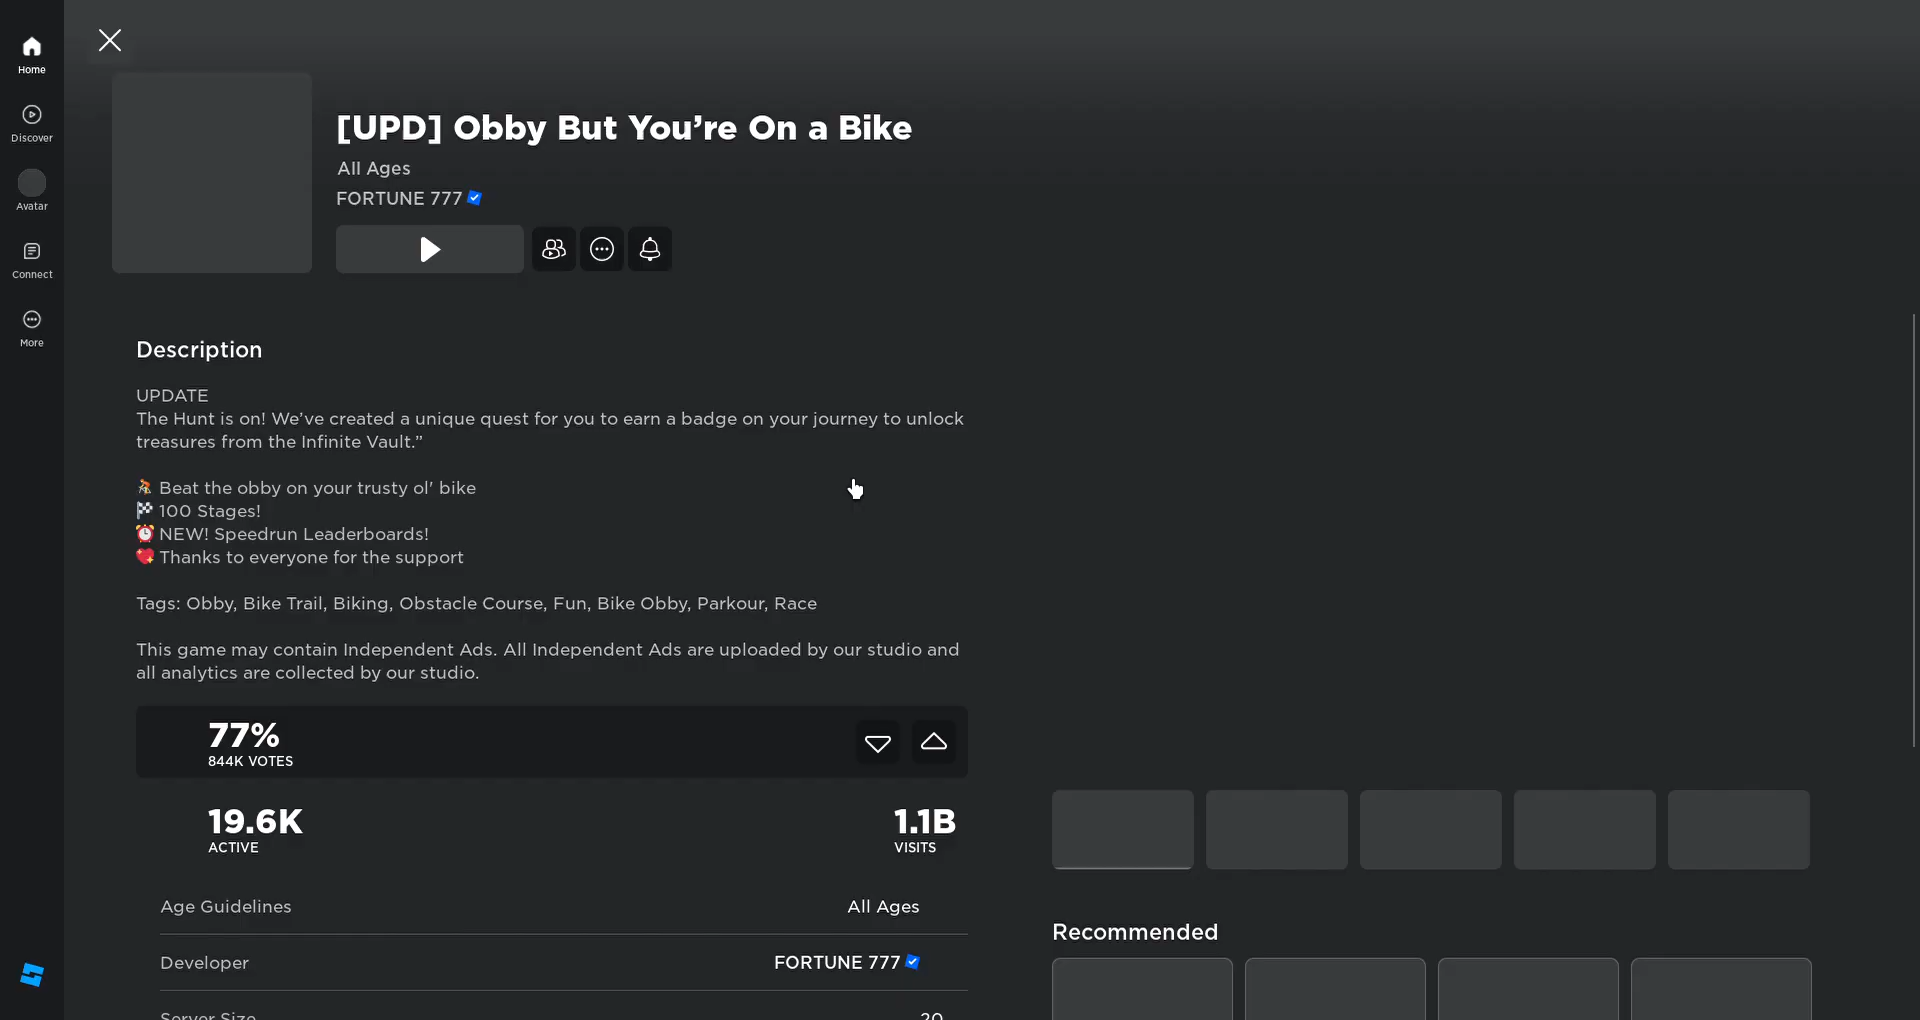 Home
Discover
Avatar
Connect
More
[UPD] Obby But You’re On a Bike
All Ages
FORTUNE 777
Description
UPDATE
The Hunt is on! We’ve created a unique quest for you to earn a badge on your journey to unlock
treasures from the Infinite Vault.”
🚴 Beat the obby on your trusty ol' bike
🏁 100 Stages!
⏰ NEW! Speedrun Leaderboards!
💖 Thanks to everyone for the support
Tags: Obby, Bike Trail, Biking, Obstacle Course, Fun, Bike Obby, Parkour, Race
This game may contain Independent Ads. All Independent Ads are uploaded by our studio and
all analytics are collected by our studio.
77%
844K VOTES
19.6K
ACTIVE
1.1B
VISITS
Age Guidelines All Ages
Developer FORTUNE 777
Server Size 20
Recommended